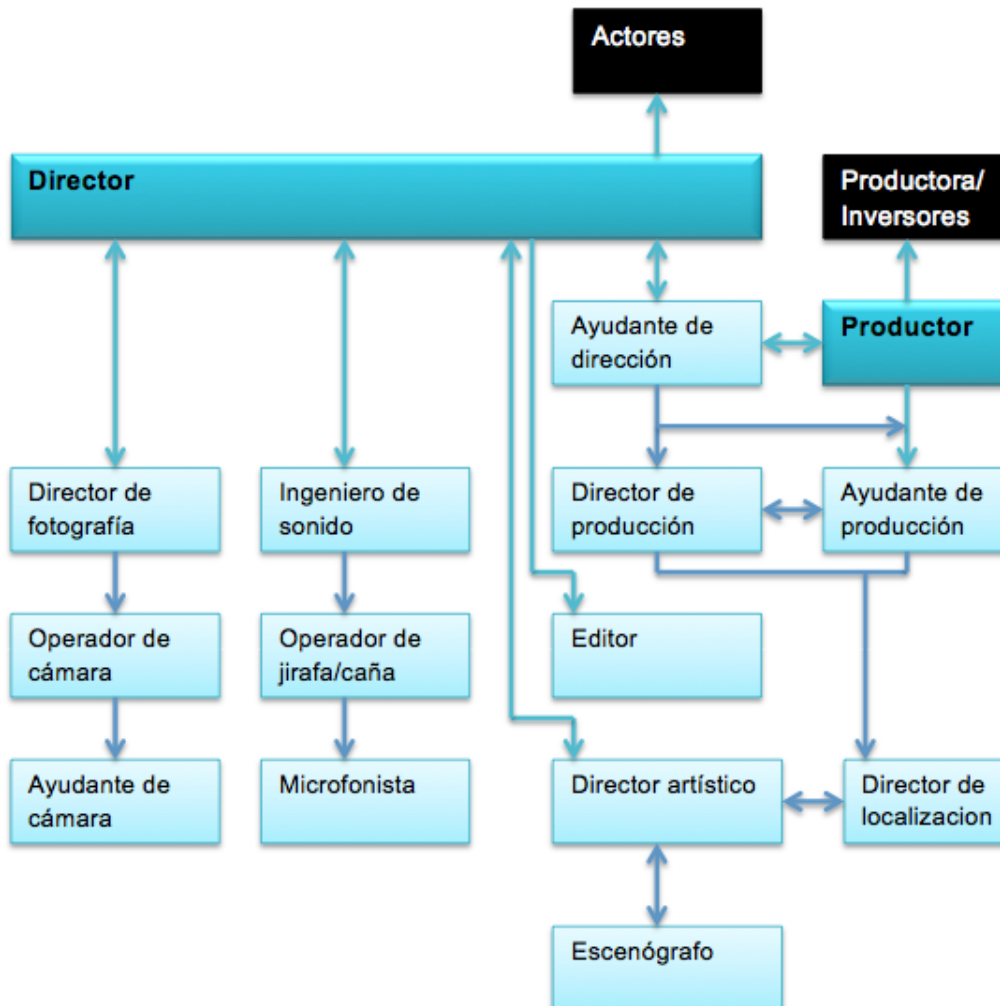 Actores
Director
Productora/
Inversores
Ayudante de
dirección
Productor
Director de
fotografía
Ingeniero de
sonido
Director de
producción
Ayudante de
producción
Operador de
cámara
Operador de
jirafa/caña
Editor
Ayudante de
cámara
Microfonista
Director artístico
Director de
localizacion
Escenógrafo